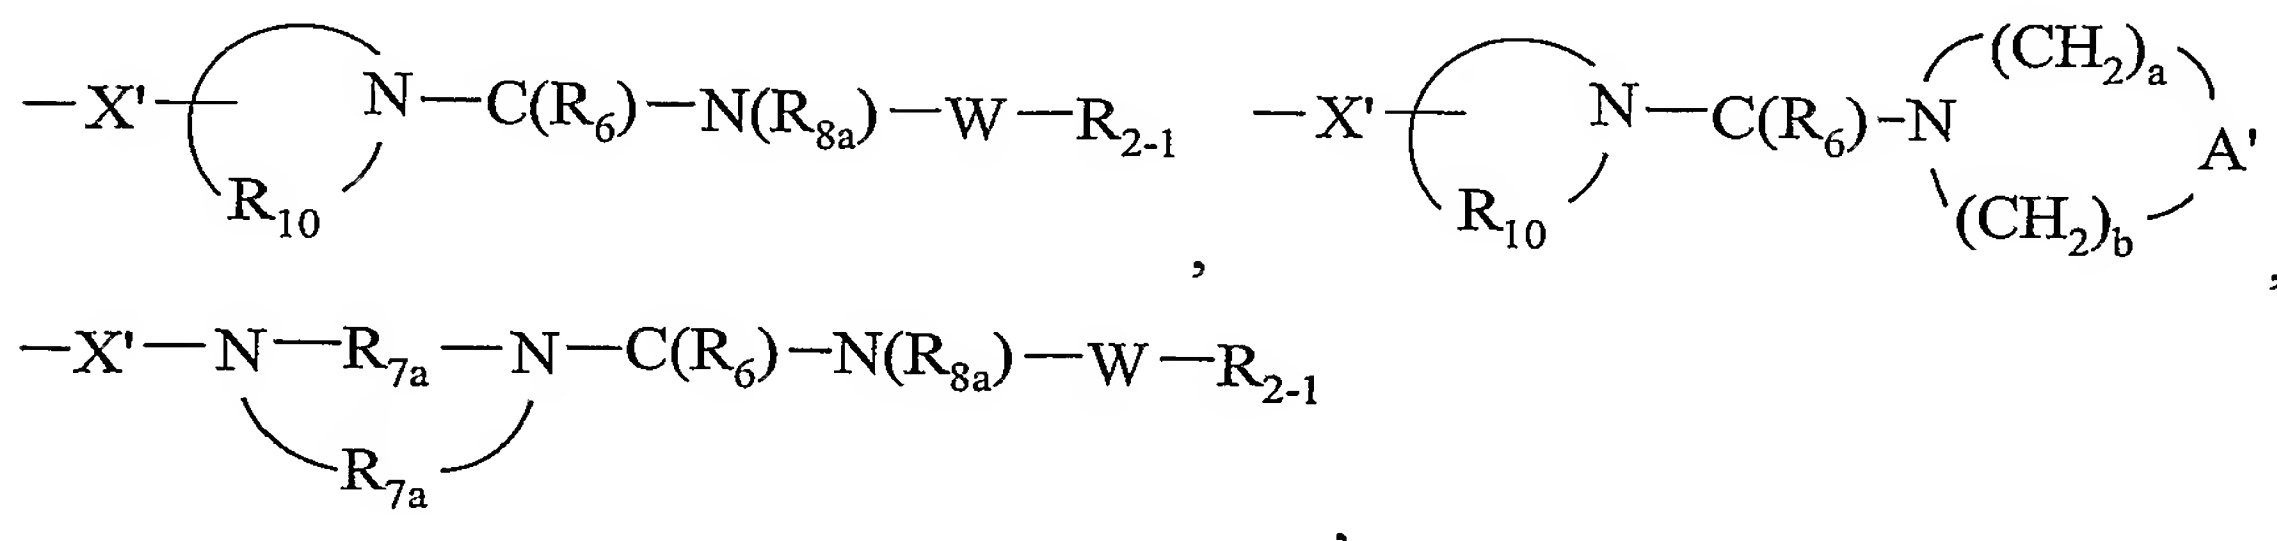 —X'— N—C(R₆)—N(R₈ₐ)—W—R₂₋₁ —X'— N—C(R₆)–N (CH₂)ₐ
R₁₀ , R₁₀ (CH₂)b A' ,
—X'—N—R₇ₐ—N—C(R₆)–N(R₈ₐ)—W—R₂₋₁
R₇ₐ ,